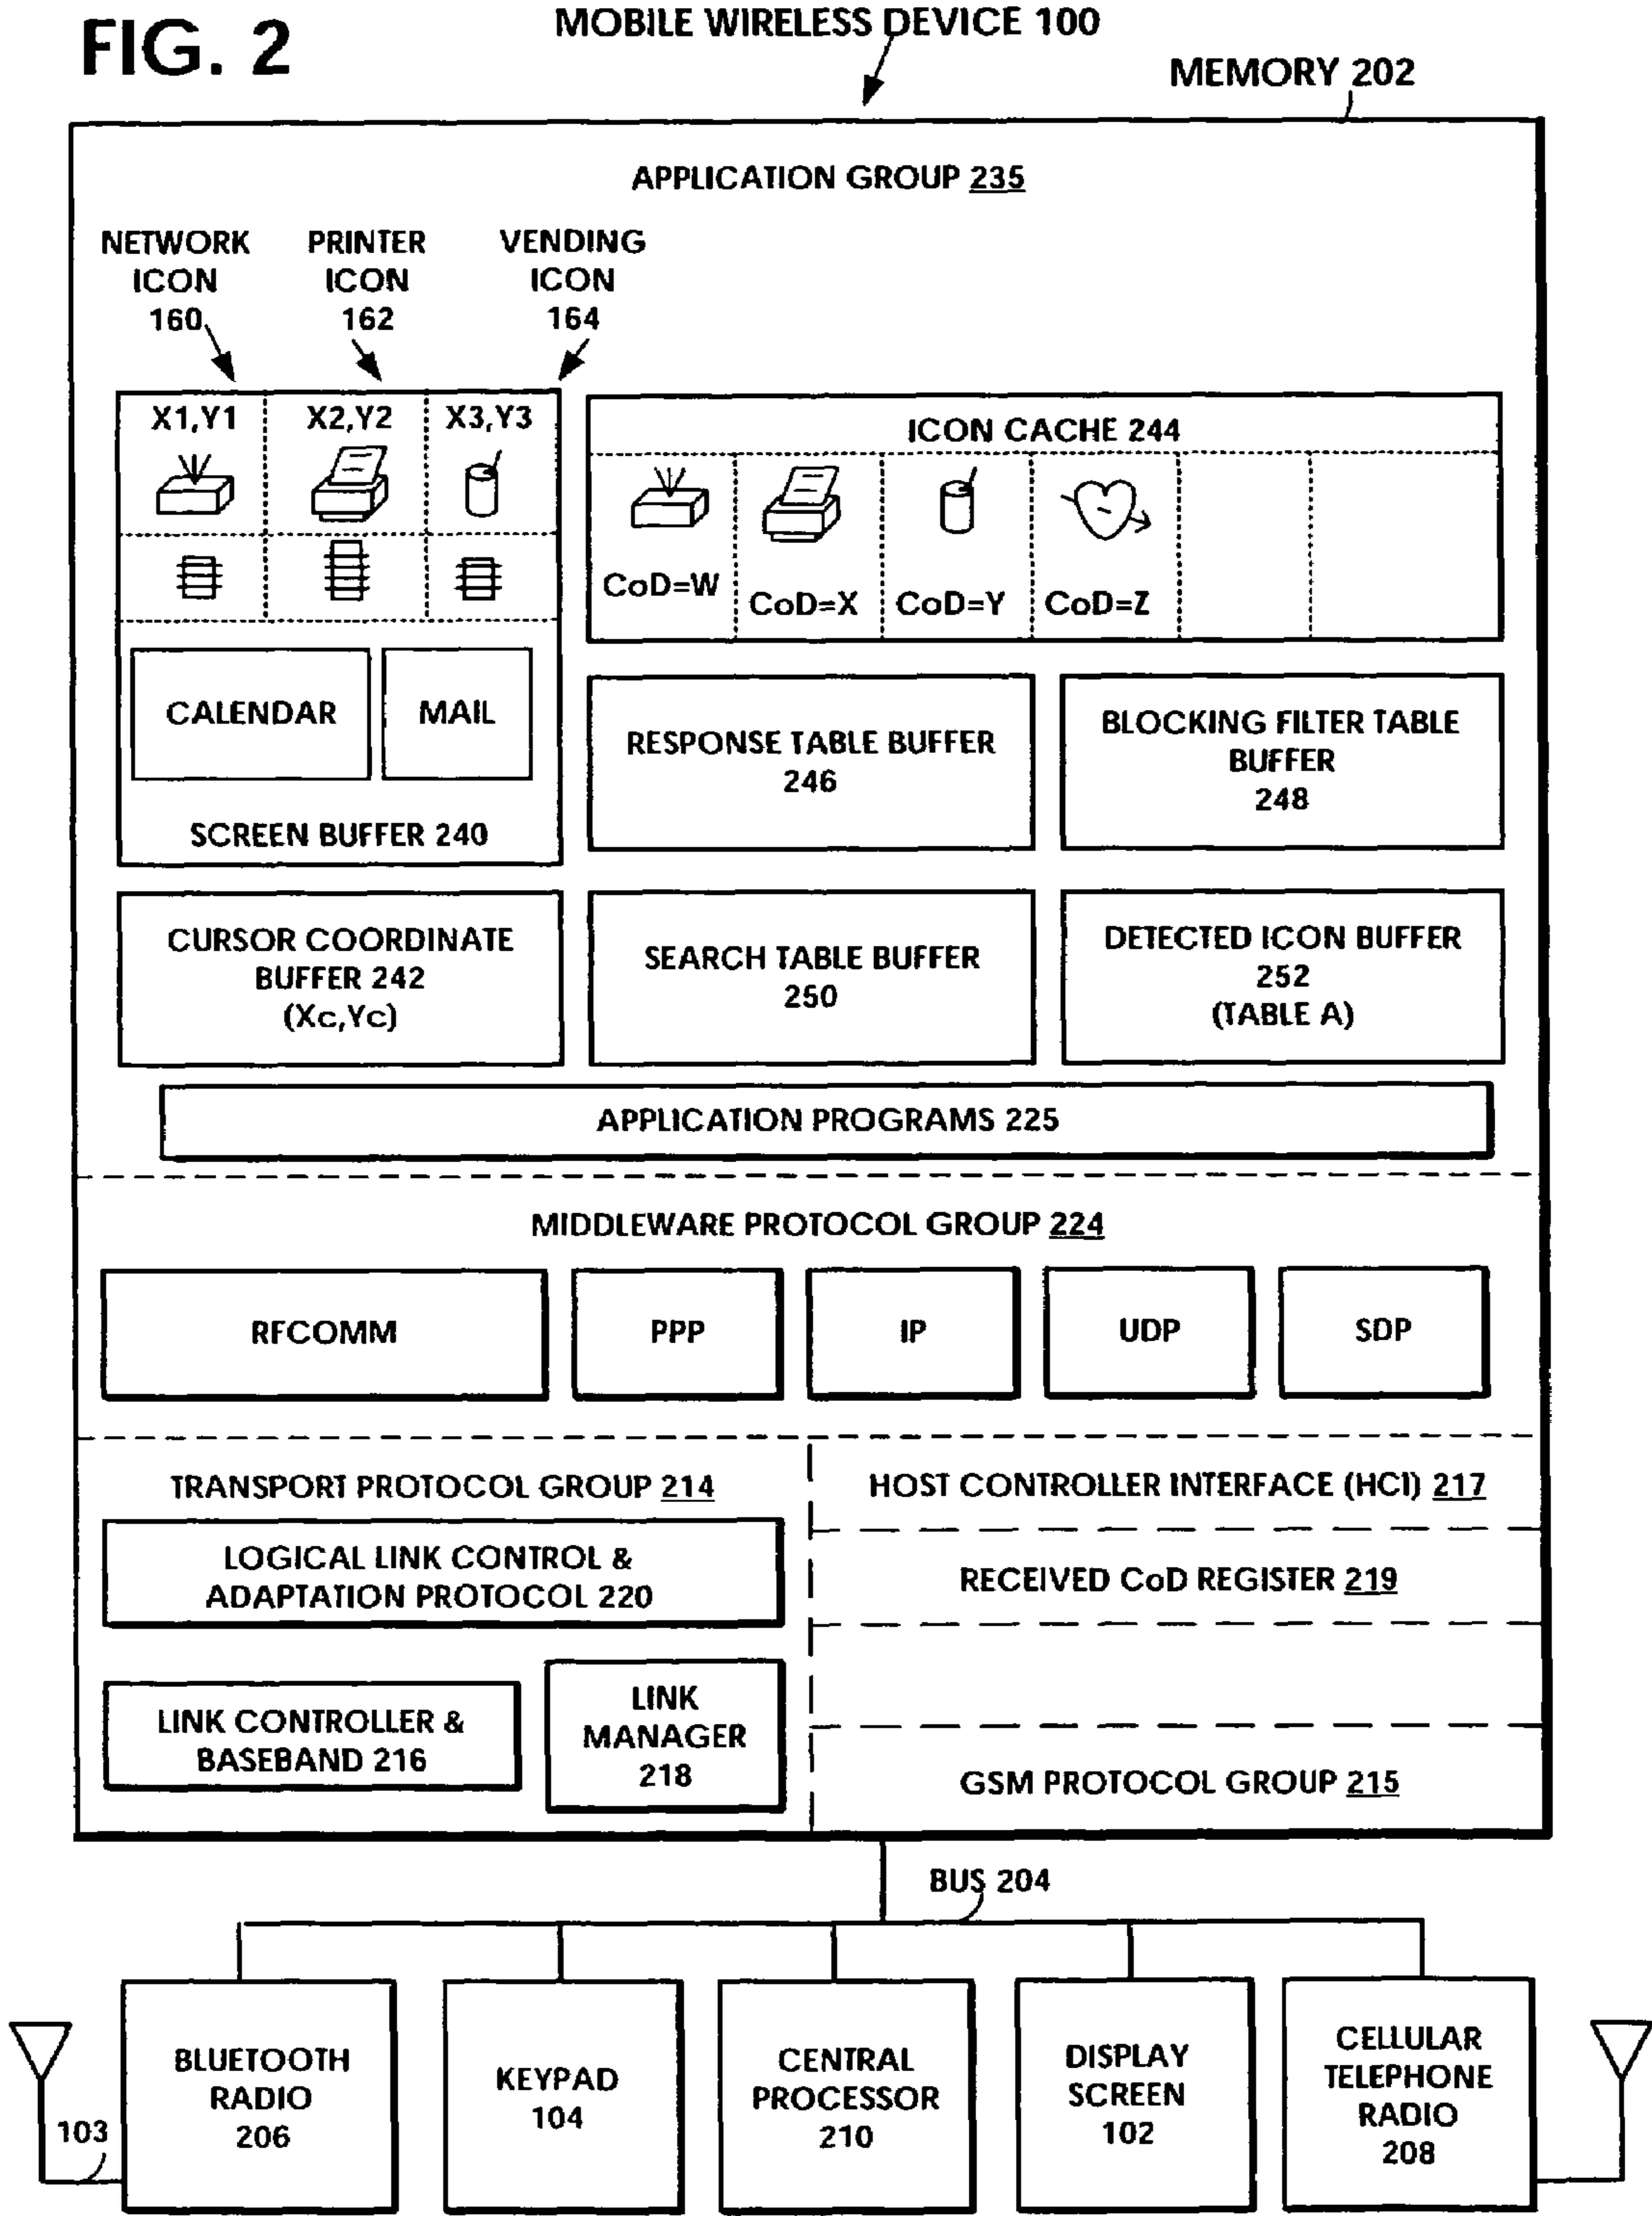 FIG. 2
MOBILE WIRELESS DEVICE 100
MEMORY 202
APPLICATION GROUP 235
NETWORK
ICON
160
PRINTER
ICON
162
VENDING
ICON
164
X1,Y1
X2,Y2
X3,Y3
CALENDAR
MAIL
SCREEN BUFFER 240
ICON CACHE 244
CoD=W
CoD=X
CoD=Y
CoD=Z
RESPONSE TABLE BUFFER
246
BLOCKING FILTER TABLE
BUFFER
248
CURSOR COORDINATE
BUFFER 242
(Xc,Yc)
SEARCH TABLE BUFFER
250
DETECTED ICON BUFFER
252
(TABLE A)
APPLICATION PROGRAMS 225
MIDDLEWARE PROTOCOL GROUP 224
RFCOMM
PPP
IP
UDP
SDP
TRANSPORT PROTOCOL GROUP 214
LOGICAL LINK CONTROL &
ADAPTATION PROTOCOL 220
LINK CONTROLLER &
BASEBAND 216
LINK
MANAGER
218
HOST CONTROLLER INTERFACE (HCI) 217
RECEIVED CoD REGISTER 219
GSM PROTOCOL GROUP 215
BUS 204
103
BLUETOOTH
RADIO
206
KEYPAD
104
CENTRAL
PROCESSOR
210
DISPLAY
SCREEN
102
CELLULAR
TELEPHONE
RADIO
208